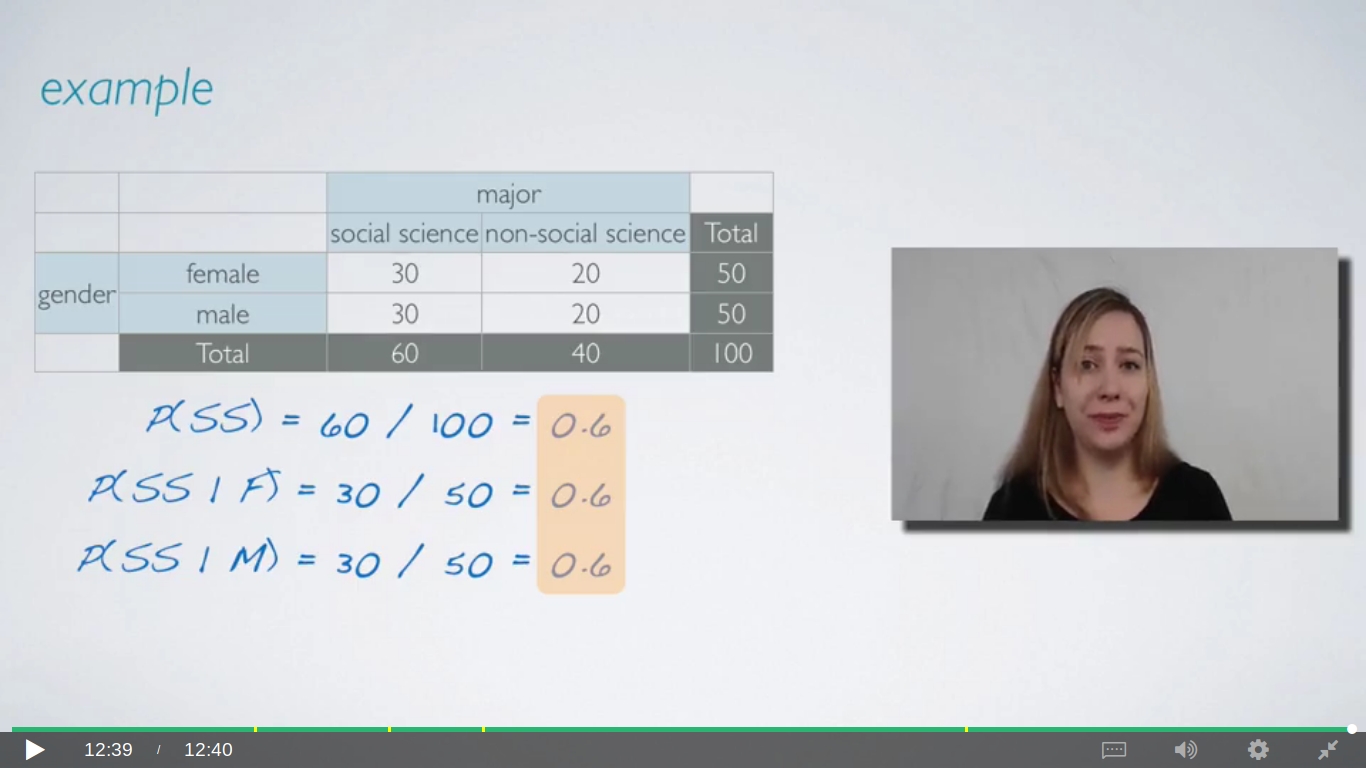 example
major
social science non-social science Total
female 30 20 50
gender
male 30 20 50
Total 60 40 100
P(SS) = 60 / 100 = 0.6
P(SS | F) = 30 / 50 = 0.6
P(SS | M) = 30 / 50 = 0.6
12:39 / 12:40